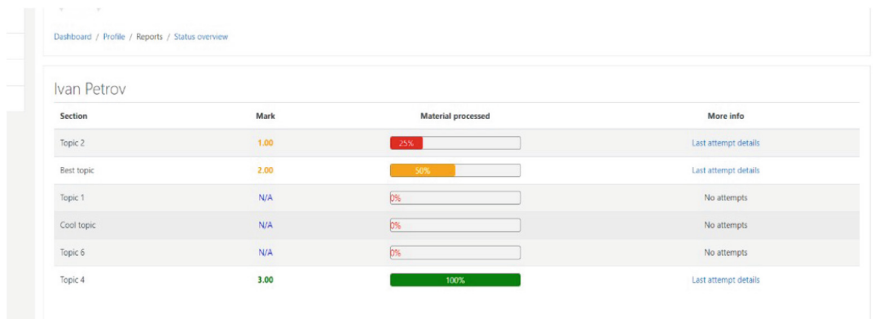 Dashboard / Profile / Reports / Status overview
Ivan Petrov
Section Mark Material processed More info
Topic 2 1.00 25% Last attempt details
Best topic 2.00 50% Last attempt details
Topic 1 N/A 0% No attempts
Cool topic N/A 0% No attempts
Topic 6 N/A 0% No attempts
Topic 4 3.00 100% Last attempt details